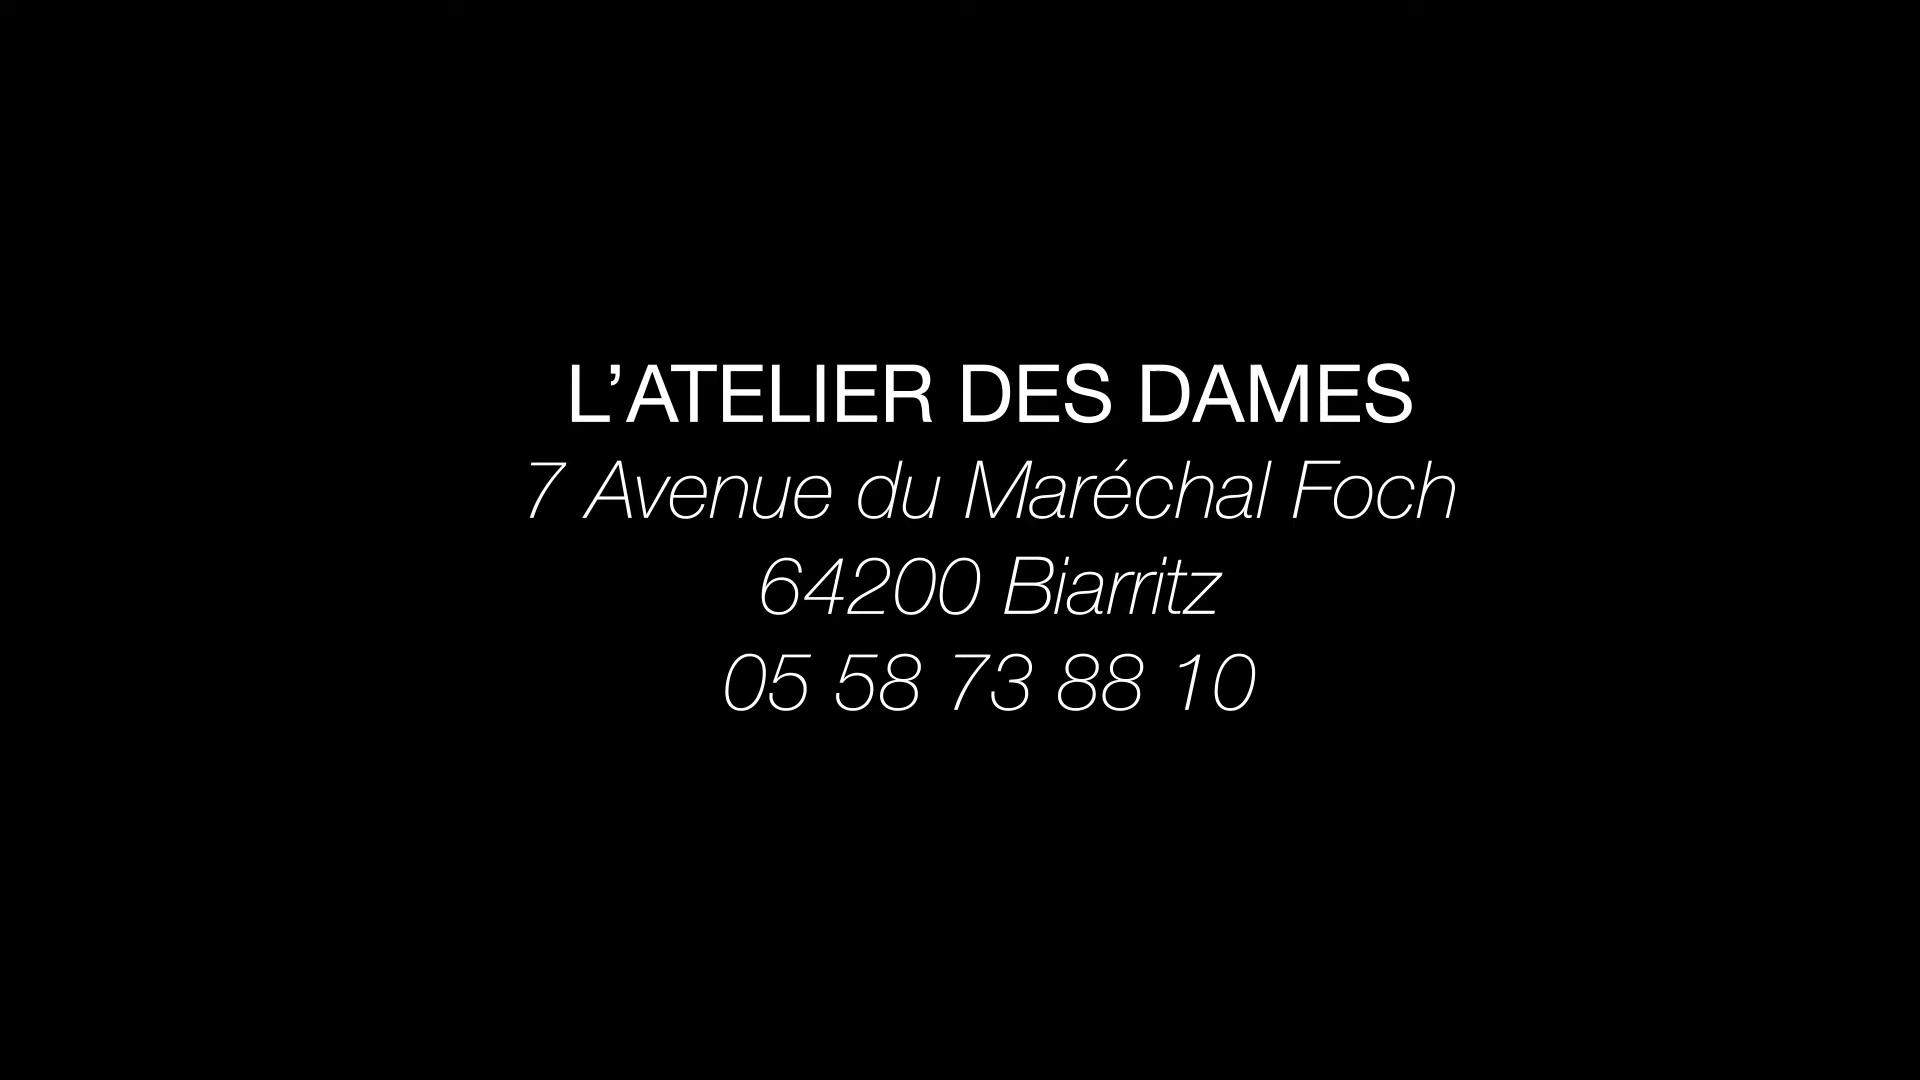 L’ATELIER DES DAMES
7 Avenue du Maréchal Foch
64200 Biarritz
05 58 73 88 10